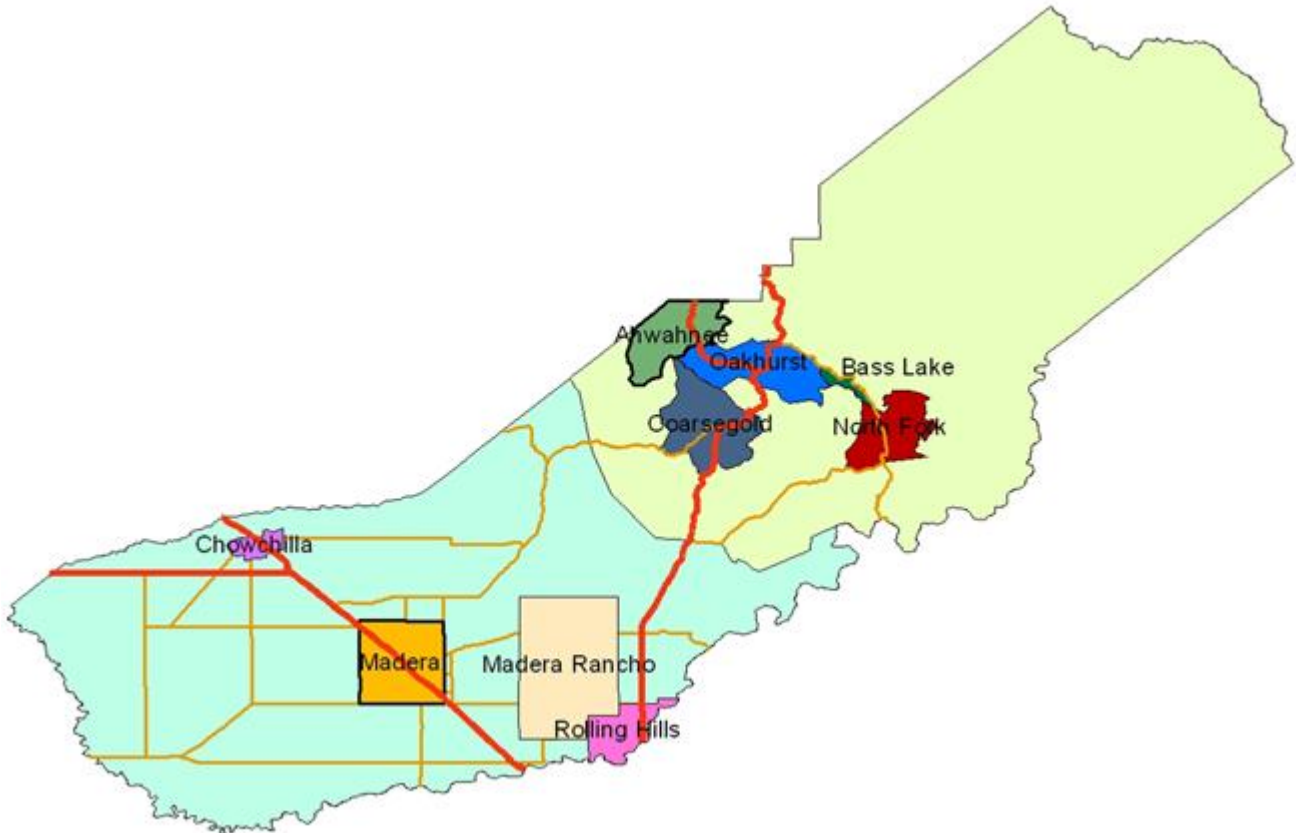 Ahwahnee
Oakhurst
Bass Lake
Coarsegold
North Fork
Chowchilla
Madera
Madera Rancho
Rolling Hills